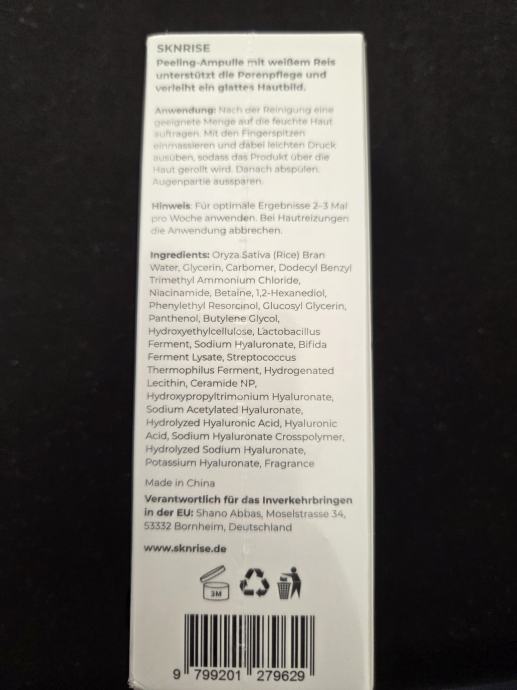 SKNRISE
Peeling-Ampulle mit weißem Reis
unterstützt die Porenpflege und
verleiht ein glattes Hautbild.
Anwendung: Nach der Reinigung eine
geeignete Menge auf die feuchte Haut
auftragen. Mit den Fingerspitzen
einmassieren und dabei leichten Druck
ausüben, sodass das Produkt über die
Haut gerollt wird. Danach abspülen.
Augenpartie aussparen.
Hinweis: Für optimale Ergebnisse 2-3 Mal
pro Woche anwenden. Bei Hautreizungen
die Anwendung abbrechen.
Ingredients: Oryza Sativa (Rice) Bran
Water, Glycerin, Carbomer, Dodecyl Benzyl
Trimethyl Ammonium Chloride,
Niacinamide, Betaine, 1,2-Hexanediol,
Phenylethyl Resorcinol, Glucosyl Glycerin,
Panthenol, Butylene Glycol,
Hydroxyethylcellulose, Lactobacillus
Ferment, Sodium Hyaluronate, Bifida
Ferment Lysate, Streptococcus
Thermophilus Ferment, Hydrogenated
Lecithin, Ceramide NP,
Hydroxypropyltrimonium Hyaluronate,
Sodium Acetylated Hyaluronate,
Hydrolyzed Hyaluronic Acid, Hyaluronic
Acid, Sodium Hyaluronate Crosspolymer,
Hydrolyzed Sodium Hyaluronate,
Potassium Hyaluronate, Fragrance
Made in China
Verantwortlich für das Inverkehrbringen
in der EU: Shano Abbas, Moselstrasse 34,
53332 Bornheim, Deutschland
www.sknrise.de
3M
9 799201 279629